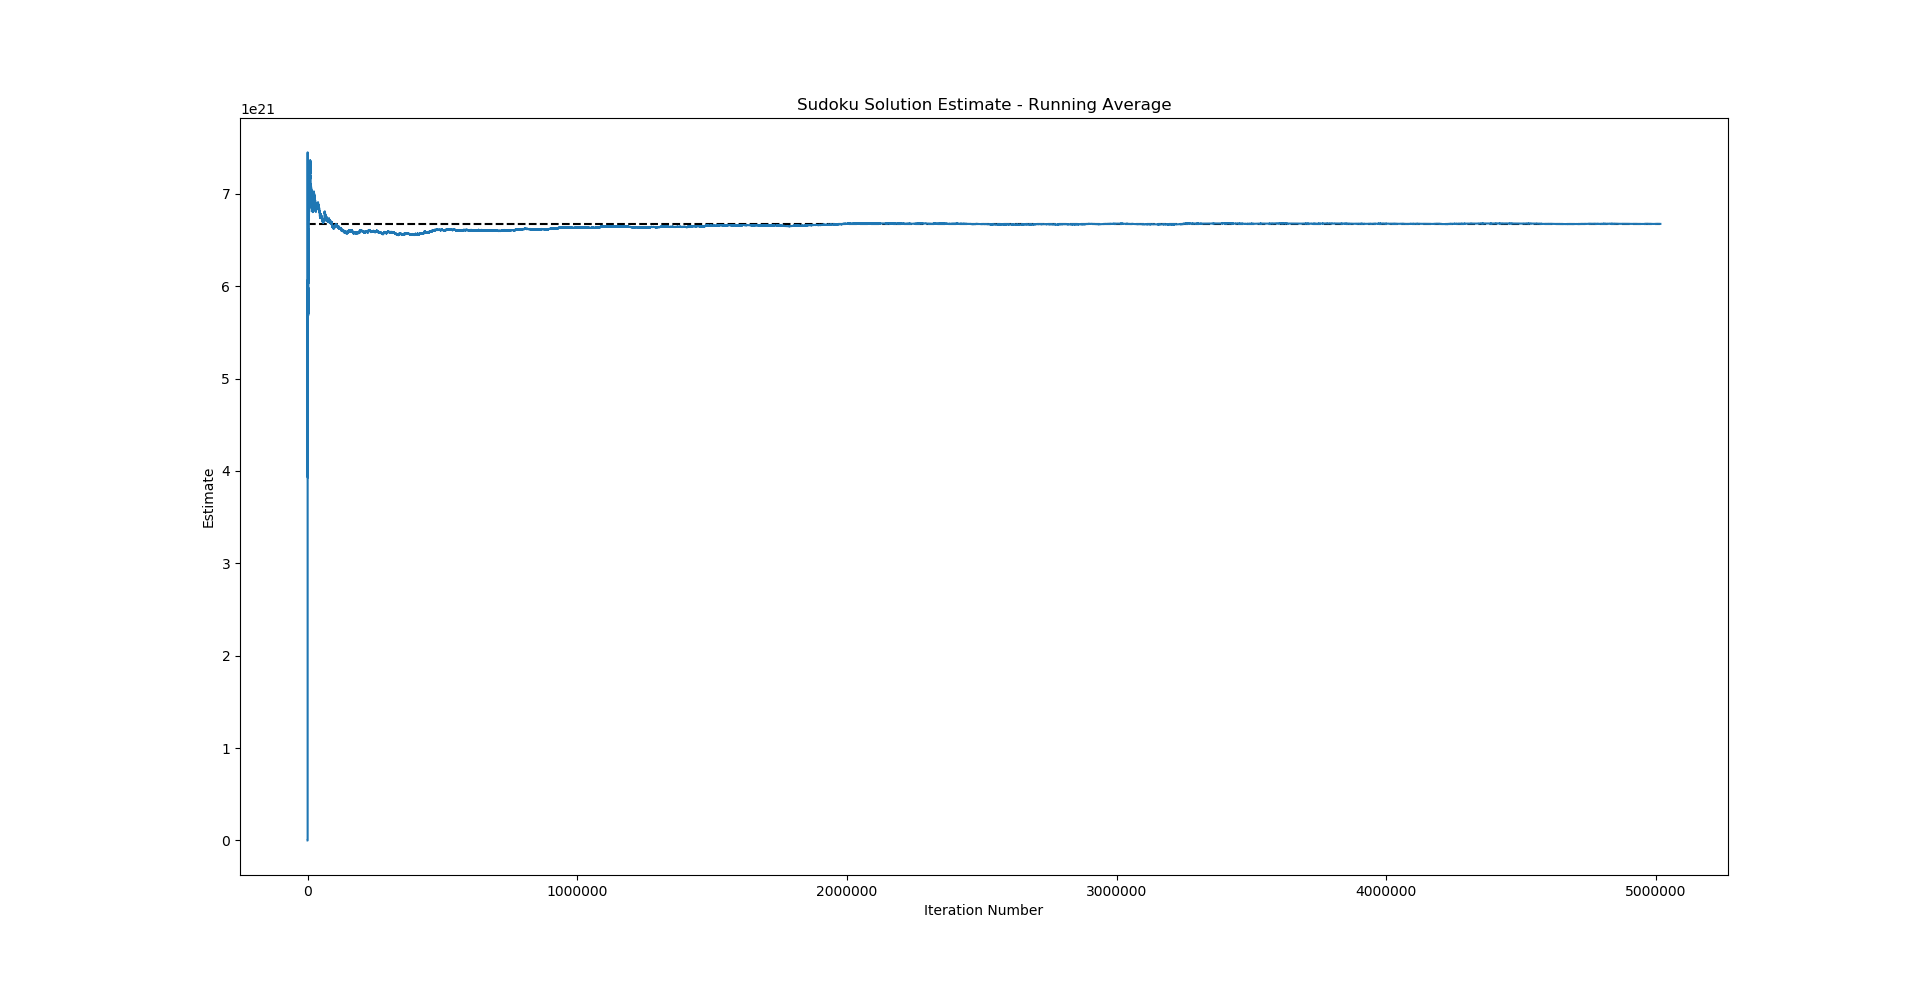 Sudoku Solution Estimate - Running Average
1e21
7
6
5
4
3
2
1
0
Estimate
0 1000000 2000000 3000000 4000000 5000000
Iteration Number